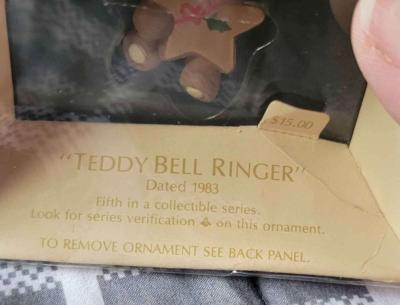 $15.00
"TEDDY BELL RINGER"
Dated 1983
Fifth in a collectible series.
Look for series verification on this ornament.
TO REMOVE ORNAMENT SEE BACK PANEL.